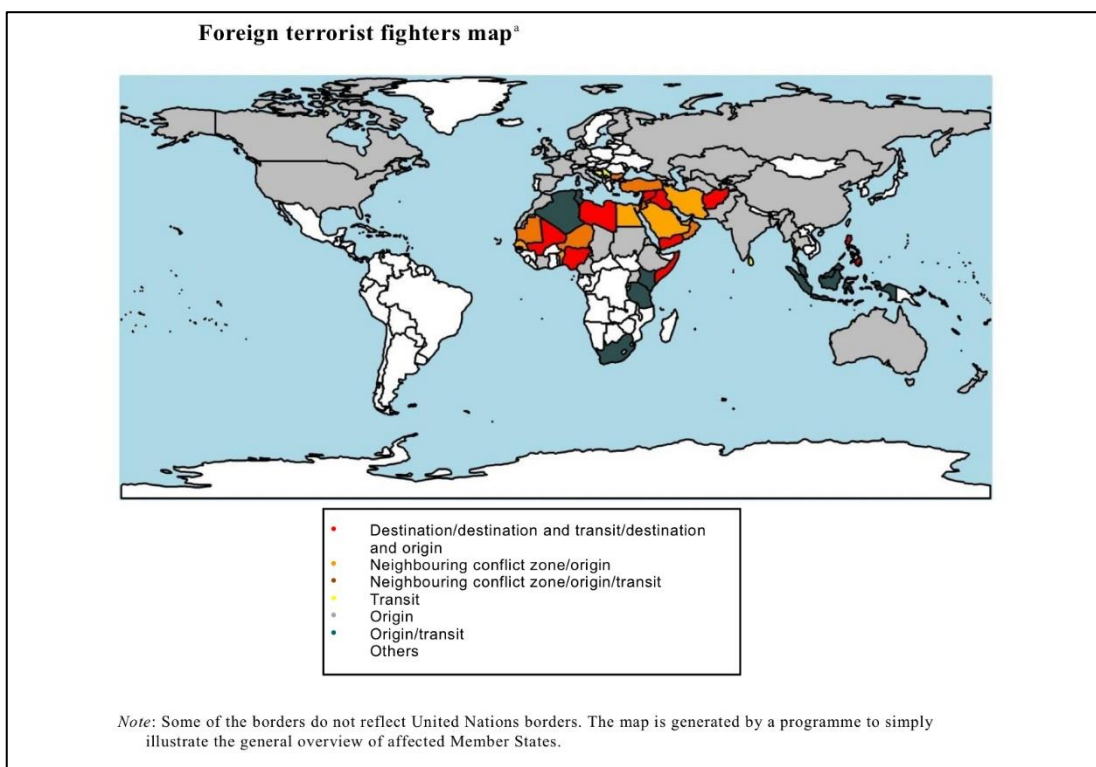 Foreign terrorist fighters mapᵃ
Destination/destination and transit/destination
and origin
Neighbouring conflict zone/origin
Neighbouring conflict zone/origin/transit
Transit
Origin
Origin/transit
Others
Note: Some of the borders do not reflect United Nations borders. The map is generated by a programme to simply
illustrate the general overview of affected Member States.